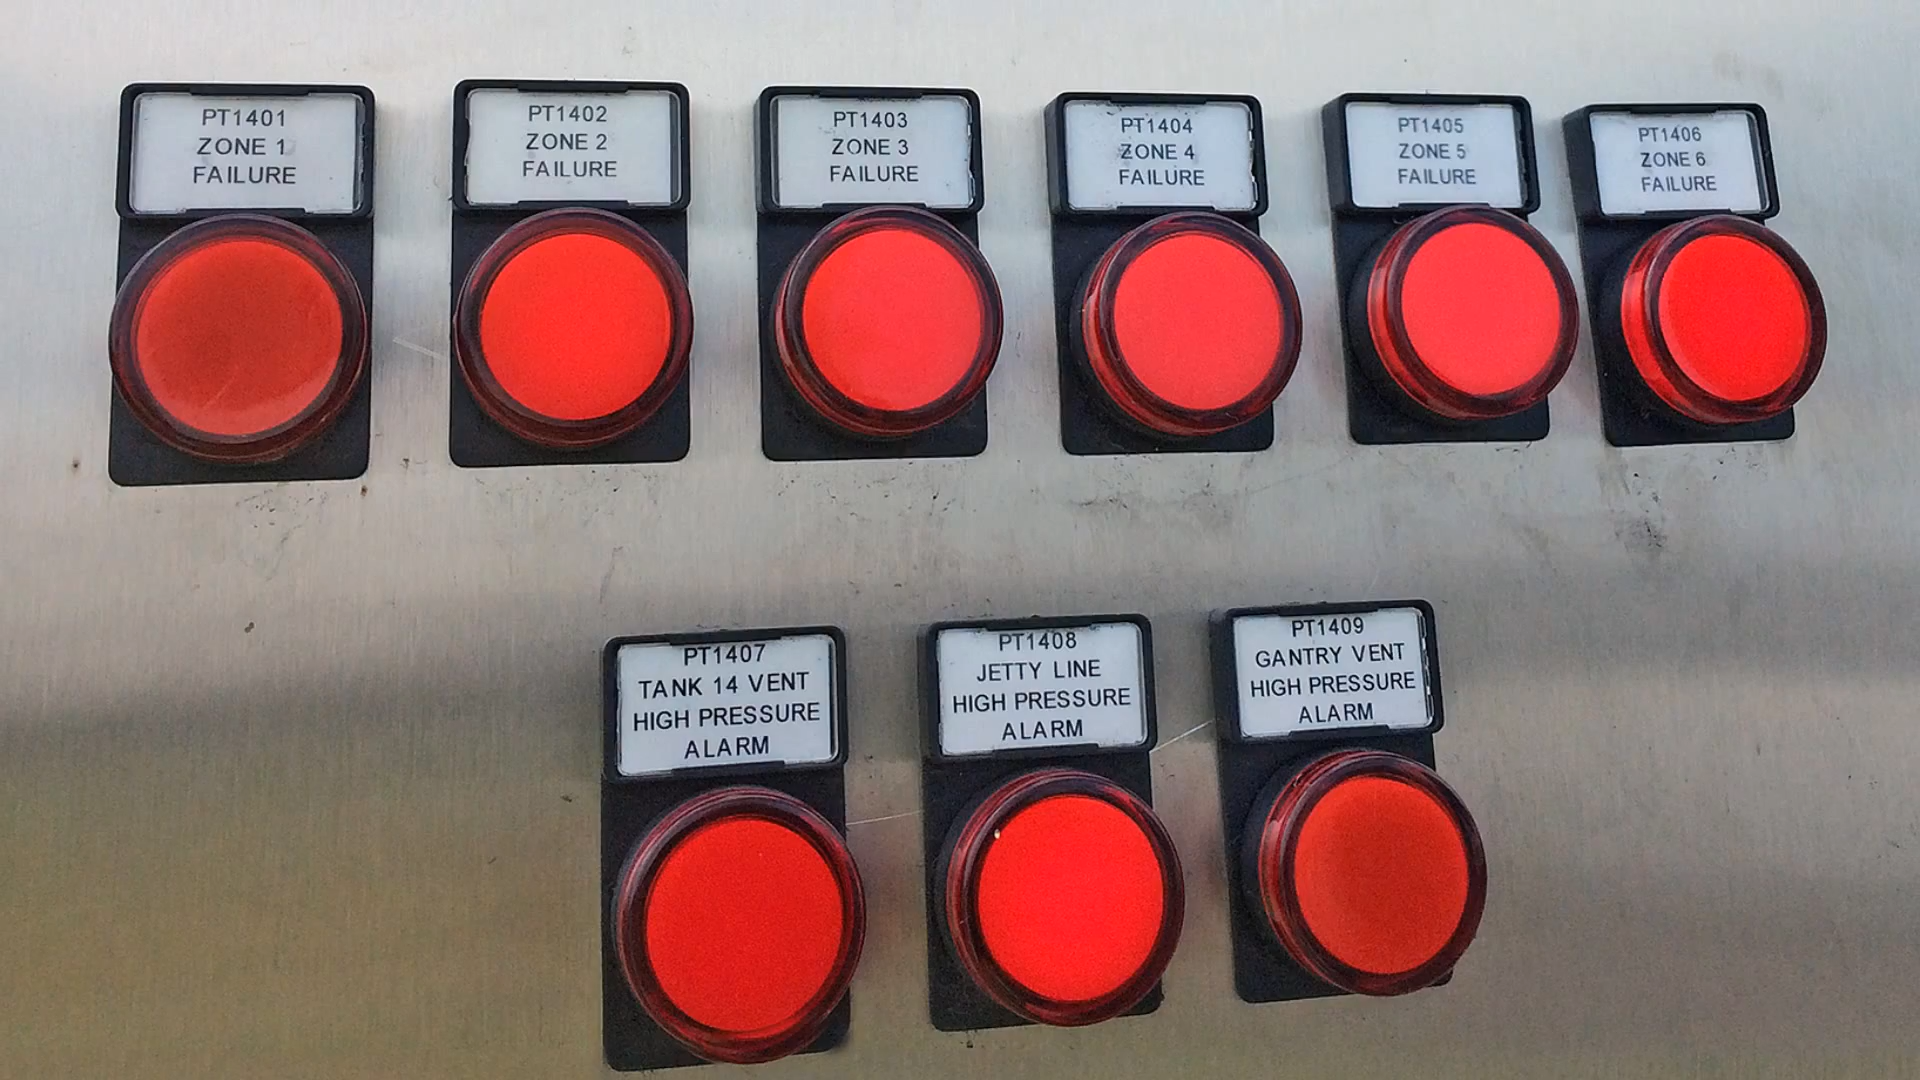 PT1401
ZONE 1
FAILURE
PT1402
ZONE 2
FAILURE
PT1403
ZONE 3
FAILURE
PT1404
ZONE 4
FAILURE
PT1405
ZONE 5
FAILURE
PT1406
ZONE 6
FAILURE
PT1407
TANK 14 VENT
HIGH PRESSURE
ALARM
PT1408
JETTY LINE
HIGH PRESSURE
ALARM
PT1409
GANTRY VENT
HIGH PRESSURE
ALARM